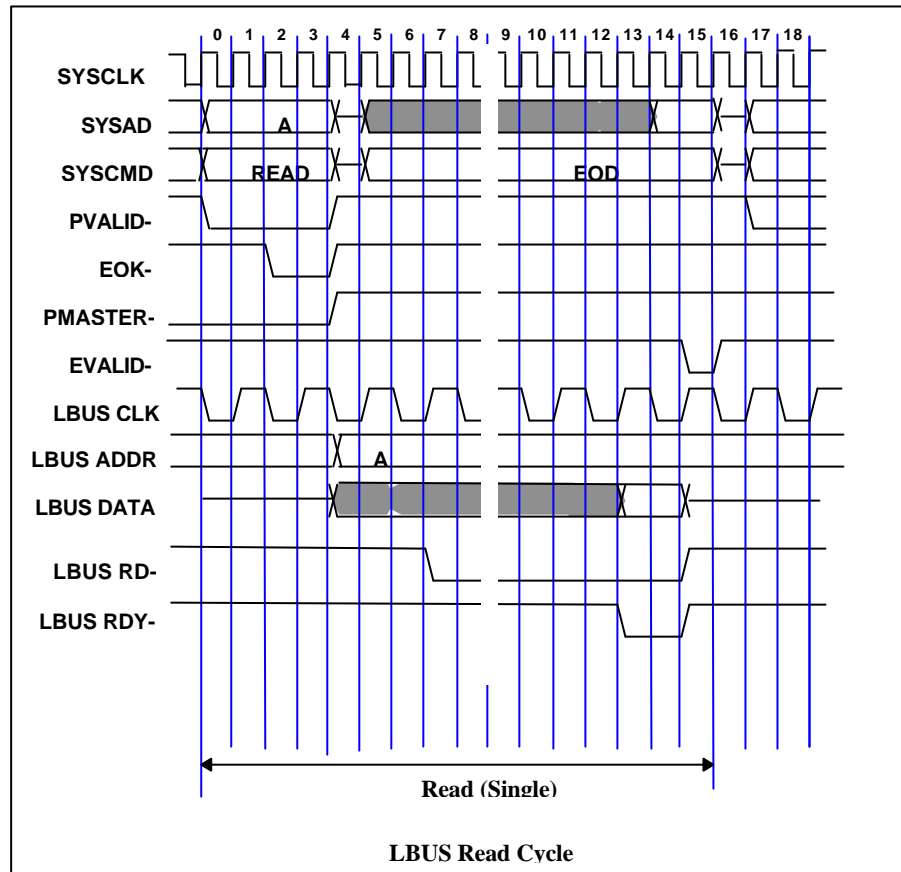 0 1 2 3 4 5 6 7 8 9 10 11 12 13 14 15 16 17 18
SYSCLK
SYSAD A
SYSCMD READ EOD
PVALID-
EOK-
PMASTER-
EVALID-
LBUS CLK
LBUS ADDR A
LBUS DATA
LBUS RD-
LBUS RDY-
Read (Single)
LBUS Read Cycle